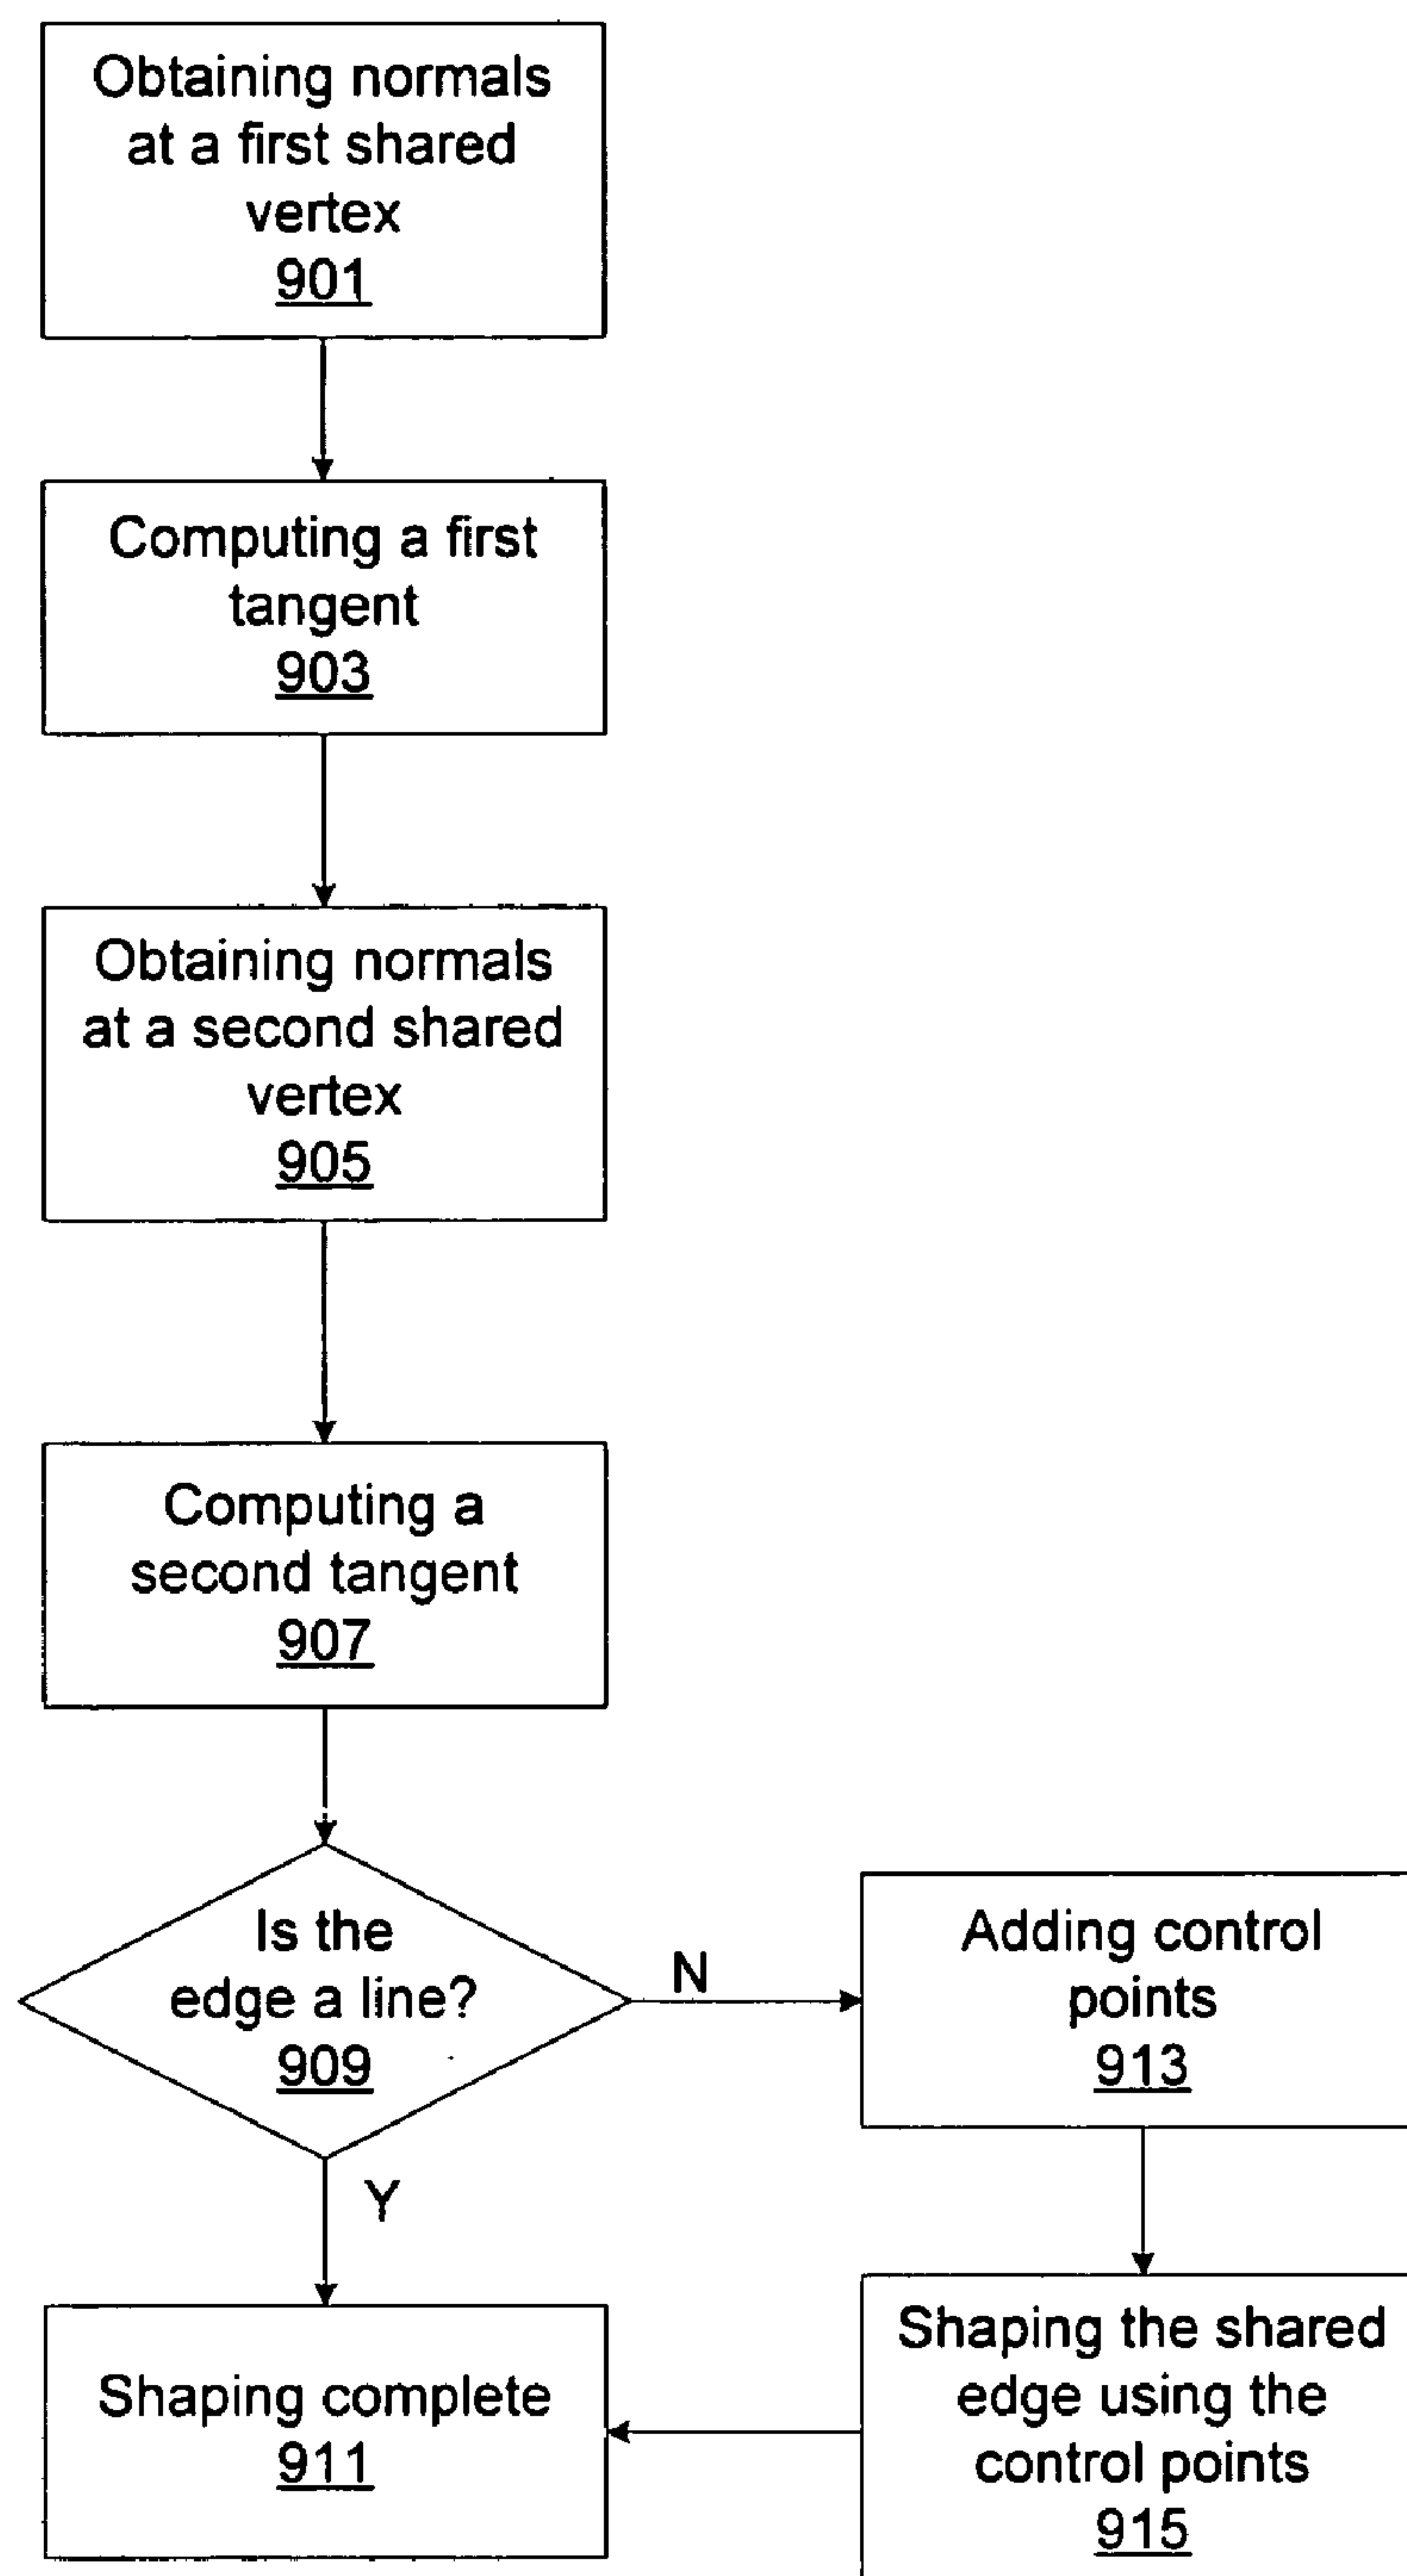 Obtaining normals
at a first shared
vertex
901
Computing a first
tangent
903
Obtaining normals
at a second shared
vertex
905
Computing a
second tangent
907
Is the
edge a line?
909
N
Adding control
points
913
Y
Shaping complete
911
Shaping the shared
edge using the
control points
915